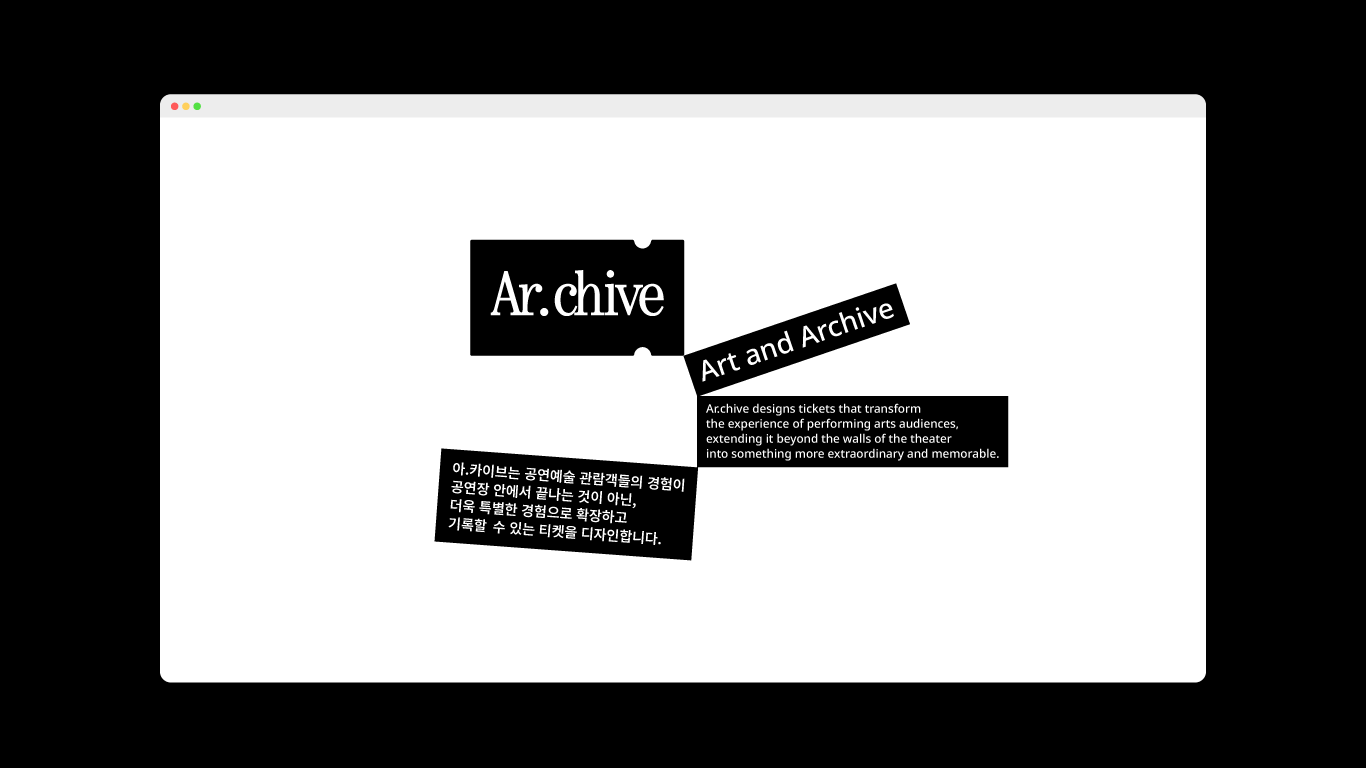 Ar.chive
Art and Archive
Ar.chive designs tickets that transform
the experience of performing arts audiences,
extending it beyond the walls of the theater
into something more extraordinary and memorable.
아.카이브는 공연예술 관람객들의 경험이
공연장 안에서 끝나는 것이 아닌,
더욱 특별한 경험으로 확장하고
기록할 수 있는 티켓을 디자인합니다.